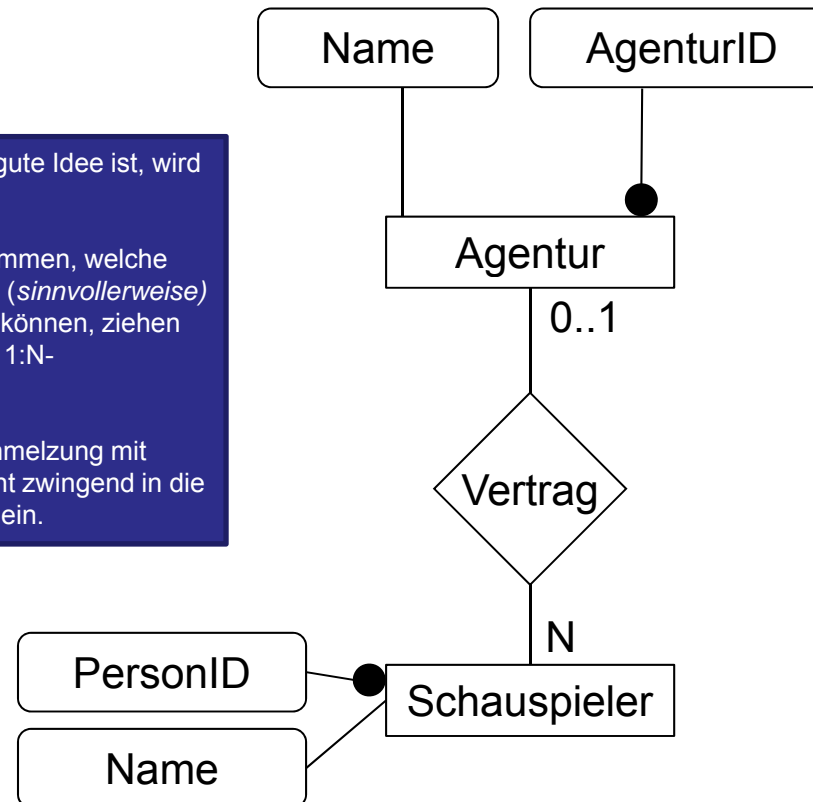 Name
AgenturID
gute Idee ist, wird
mmen, welche
(sinnvollerweise)
können, ziehen
1:N-
melzung mit
zwingend in die
ein.
Agentur
0..1
Vertrag
N
PersonID
Schauspieler
Name